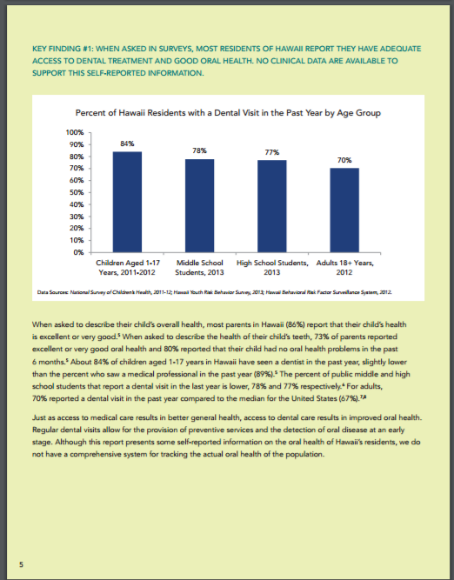 KEY FINDING #1: WHEN ASKED IN SURVEYS, MOST RESIDENTS OF HAWAII REPORT THEY HAVE ADEQUATE
ACCESS TO DENTAL TREATMENT AND GOOD ORAL HEALTH. NO CLINICAL DATA ARE AVAILABLE TO
SUPPORT THIS SELF-REPORTED INFORMATION.
Percent of Hawaii Residents with a Dental Visit in the Past Year by Age Group
100%
90%
80%
70%
60%
50%
40%
30%
20%
10%
0%
84%
78%
77%
70%
Children Aged 1-17
Years, 2011-2012
Middle School
Students, 2013
High School Students,
2013
Adults 18+ Years,
2012
Data Sources: National Survey of Children's Health, 2011-12; Hawaii Youth Risk Behavior Survey, 2013; Hawaii Behavioral Risk Factor Surveillance System, 2012.
When asked to describe their child's overall health, most parents in Hawaii (86%) report that their child's health
is excellent or very good.⁵ When asked to describe the health of their child's teeth, 73% of parents reported
excellent or very good oral health and 80% reported that their child had no oral health problems in the past
6 months.⁵ About 84% of children aged 1-17 years in Hawaii have seen a dentist in the past year, slightly lower
than the percent who saw a medical professional in the past year (89%).⁵ The percent of public middle and high
school students that report a dental visit in the last year is lower, 78% and 77% respectively.⁶ For adults,
70% reported a dental visit in the past year compared to the median for the United States (67%).⁷,⁸
Just as access to medical care results in better general health, access to dental care results in improved oral health.
Regular dental visits allow for the provision of preventive services and the detection of oral disease at an early
stage. Although this report presents some self-reported information on the oral health of Hawaii's residents, we do
not have a comprehensive system for tracking the actual oral health of the population.
5